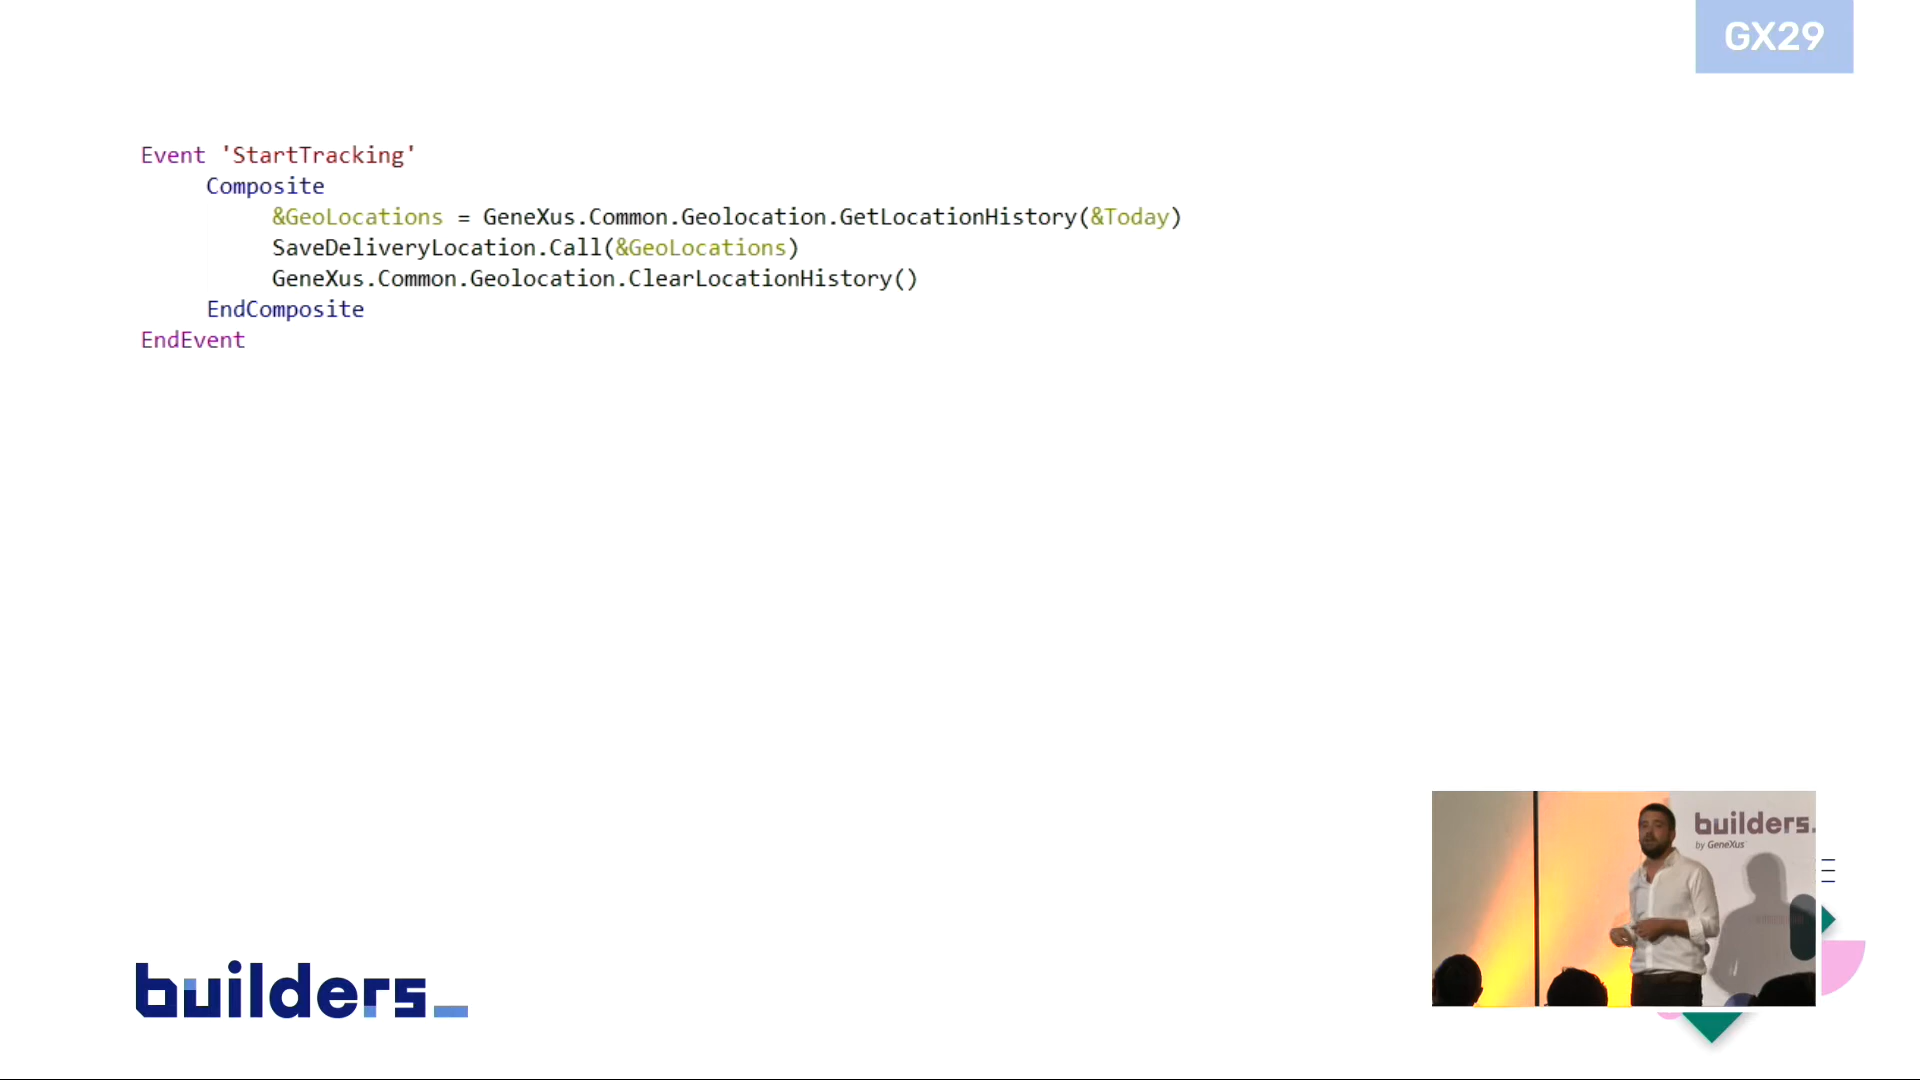 GX29
Event 'StartTracking'
Composite
&GeoLocations = GeneXus.Common.Geolocation.GetLocationHistory(&Today)
SaveDeliveryLocation.Call(&GeoLocations)
GeneXus.Common.Geolocation.ClearLocationHistory()
EndComposite
EndEvent
builders.
by GeneXus
builders_